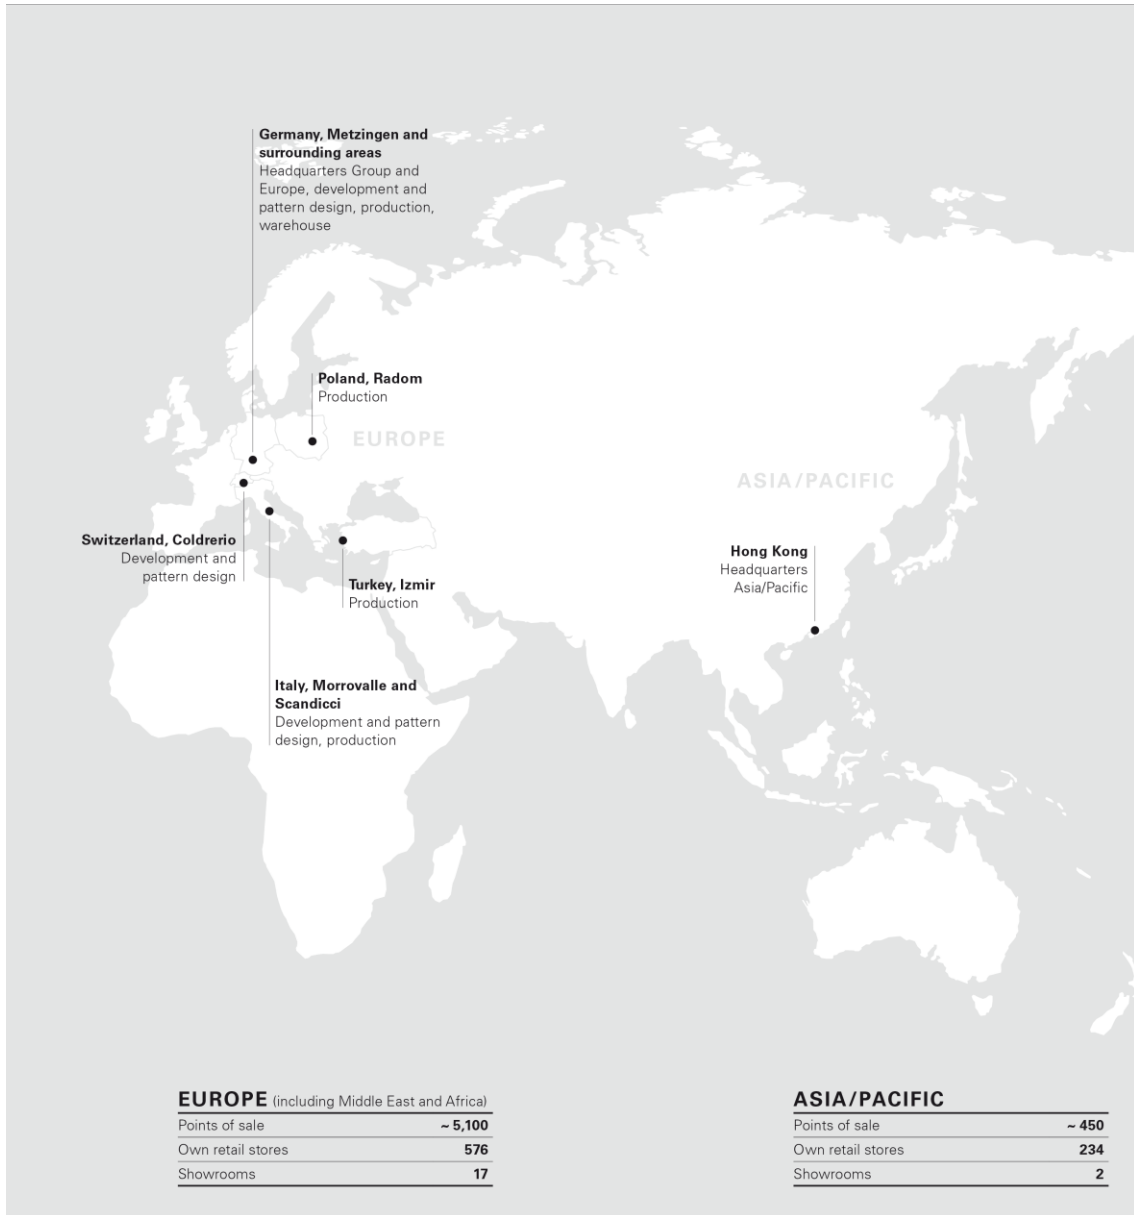 Germany, Metzingen and
surrounding areas
Headquarters Group and
Europe, development and
pattern design, production,
warehouse
Poland, Radom
Production
EUROPE
ASIA/PACIFIC
Switzerland, Coldrerio
Development and
pattern design
Hong Kong
Headquarters
Asia/Pacific
Turkey, Izmir
Production
Italy, Morrovalle and
Scandicci
Development and pattern
design, production
EUROPE (including Middle East and Africa)
Points of sale ~ 5,100
Own retail stores 576
Showrooms 17
ASIA/PACIFIC
Points of sale ~ 450
Own retail stores 234
Showrooms 2